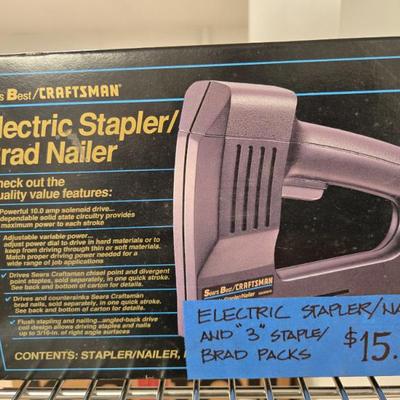 s Best/CRAFTSMAN®
lectric Stapler/
rad Nailer
heck out the
uality value features:
Powerful 10.0 amp solenoid drive...
dependable solid state circuitry provides
maximum power to each stroke
Adjustable variable power...
adjust power dial to drive in hard materials or to
keep from driving through thin or soft materials.
Match proper driving power needed for a
wide range of job applications
Drives Sears Craftsman chisel point and divergent
point staples, sold separately, in one quick stroke.
See back and bottom of carton for details.
Drives and countersinks Sears Craftsman
brad nails, sold separately, in one quick stroke.
See back and bottom of carton for details.
Flush stapling and nailing...angled-back drive
coil design allows driving staples and nails
up to 3/16-in. of right angle surfaces
CONTENTS: STAPLER/NAILER,
Sears Best/CRAFTSMAN
Stapler/Nailer
ELECTRIC STAPLER/NA
AND "3" STAPLE/
BRAD PACKS
$15.